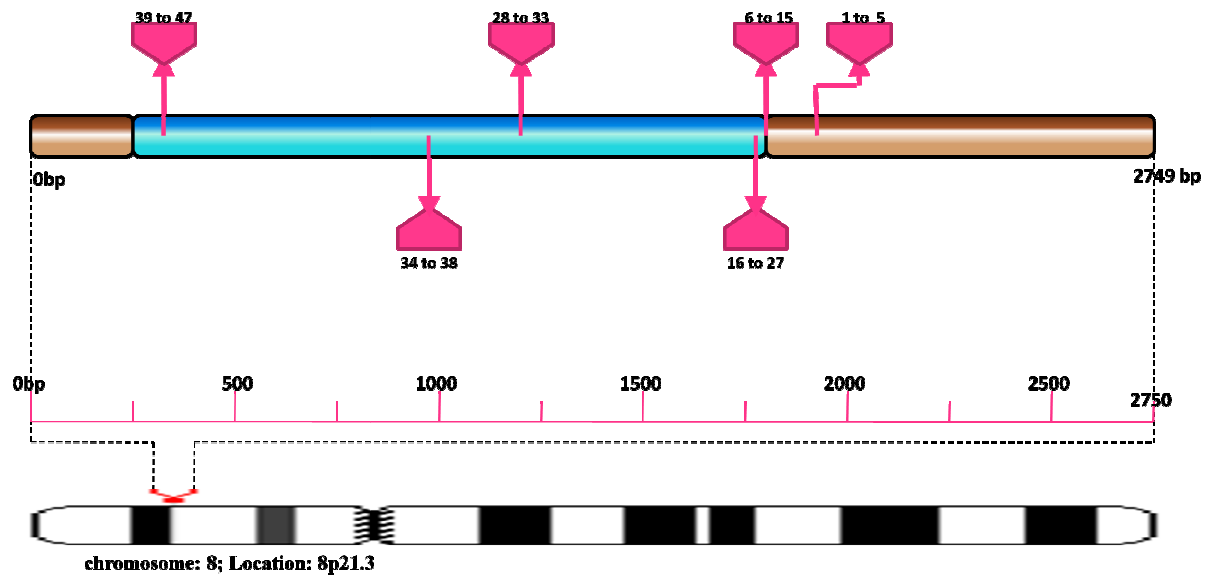 39 to 47
28 to 33
6 to 15
1 to 5
0bp
2749 bp
34 to 38
16 to 27
0bp
500
1000
1500
2000
2500
2750
chromosome: 8; Location: 8p21.3